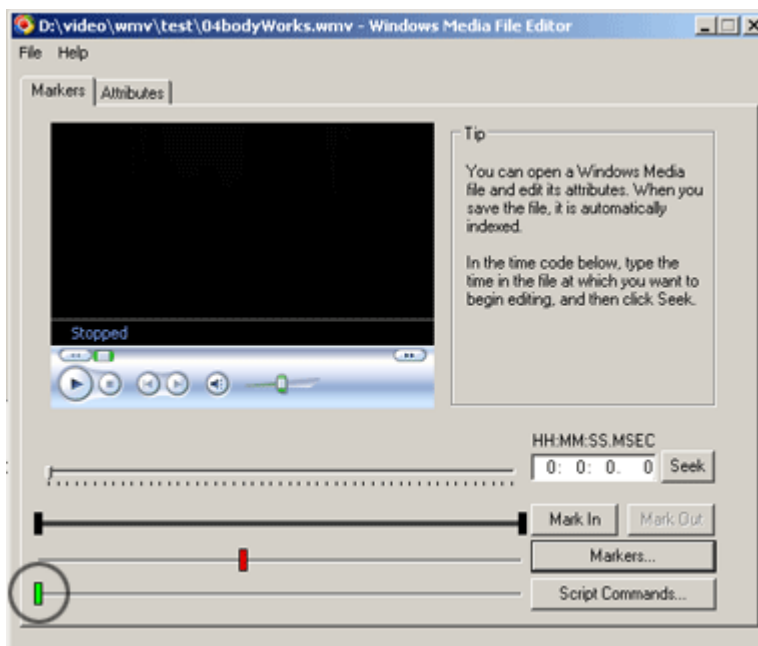 D:\video\wmv\test\04bodyWorks.wmv - Windows Media File Editor
File Help
Markers Attributes
Tip
You can open a Windows Media
file and edit its attributes. When you
save the file, it is automatically
indexed.
In the time code below, type the
time in the file at which you want to
begin editing, and then click Seek.
Stopped
HH:MM:SS.MSEC
0: 0: 0. 0 Seek
Mark In Mark Out
Markers...
Script Commands...